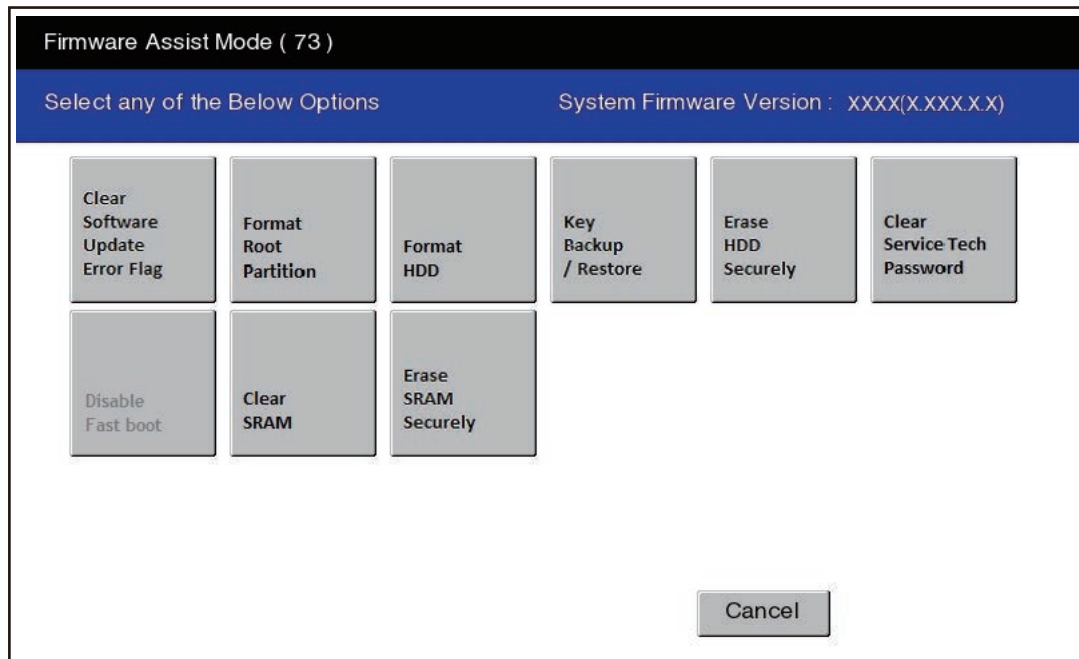 Firmware Assist Mode ( 73 )
Select any of the Below Options
System Firmware Version : XXXX(X.XXX.X.X)
Clear
Software
Update
Error Flag
Format
Root
Partition
Format
HDD
Key
Backup
/ Restore
Erase
HDD
Securely
Clear
Service Tech
Password
Disable
Fast boot
Clear
SRAM
Erase
SRAM
Securely
Cancel